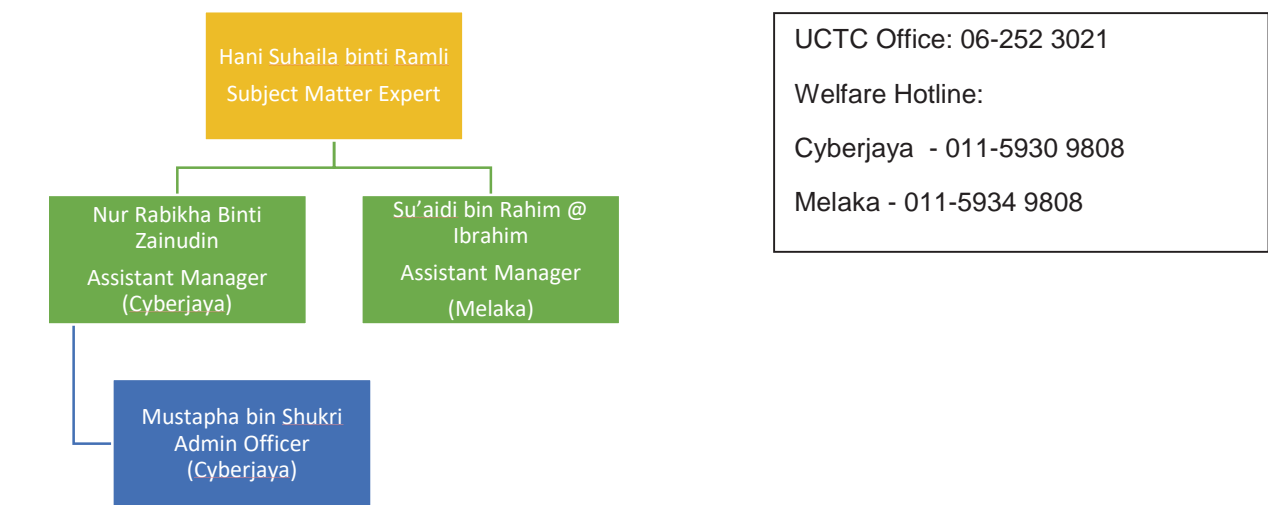 Hani Suhaila binti Ramli
Subject Matter Expert
Nur Rabikha Binti
Zainudin
Assistant Manager
(Cyberjaya)
Su'aidi bin Rahim @
Ibrahim
Assistant Manager
(Melaka)
Mustapha bin Shukri
Admin Officer
(Cyberjaya)
UCTC Office: 06-252 3021
Welfare Hotline:
Cyberjaya  - 011-5930 9808
Melaka - 011-5934 9808